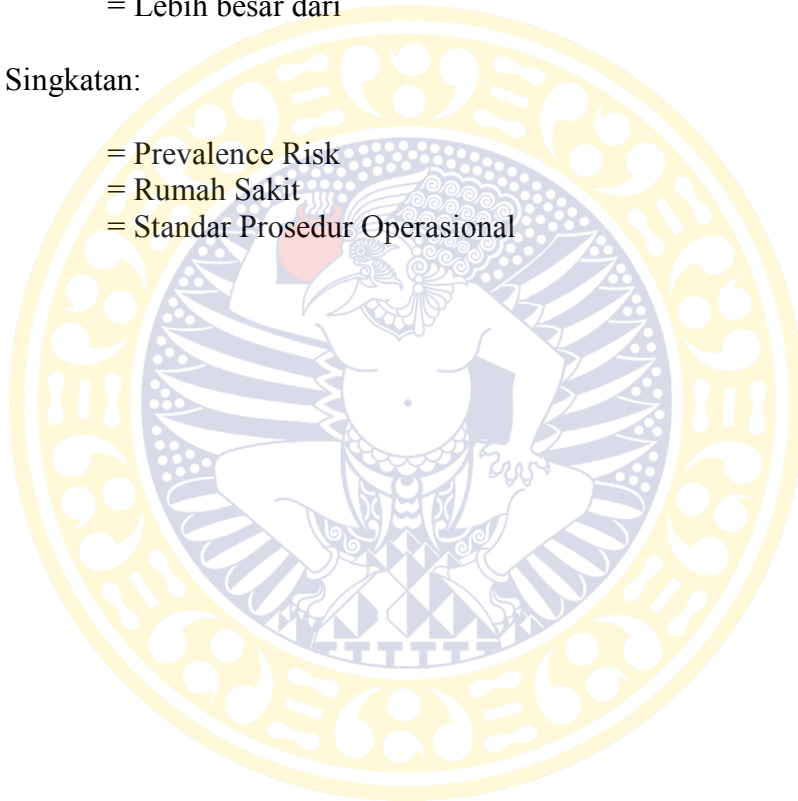 = Lebih besar dari
Singkatan:
= Prevalence Risk
= Rumah Sakit
= Standar Prosedur Operasional